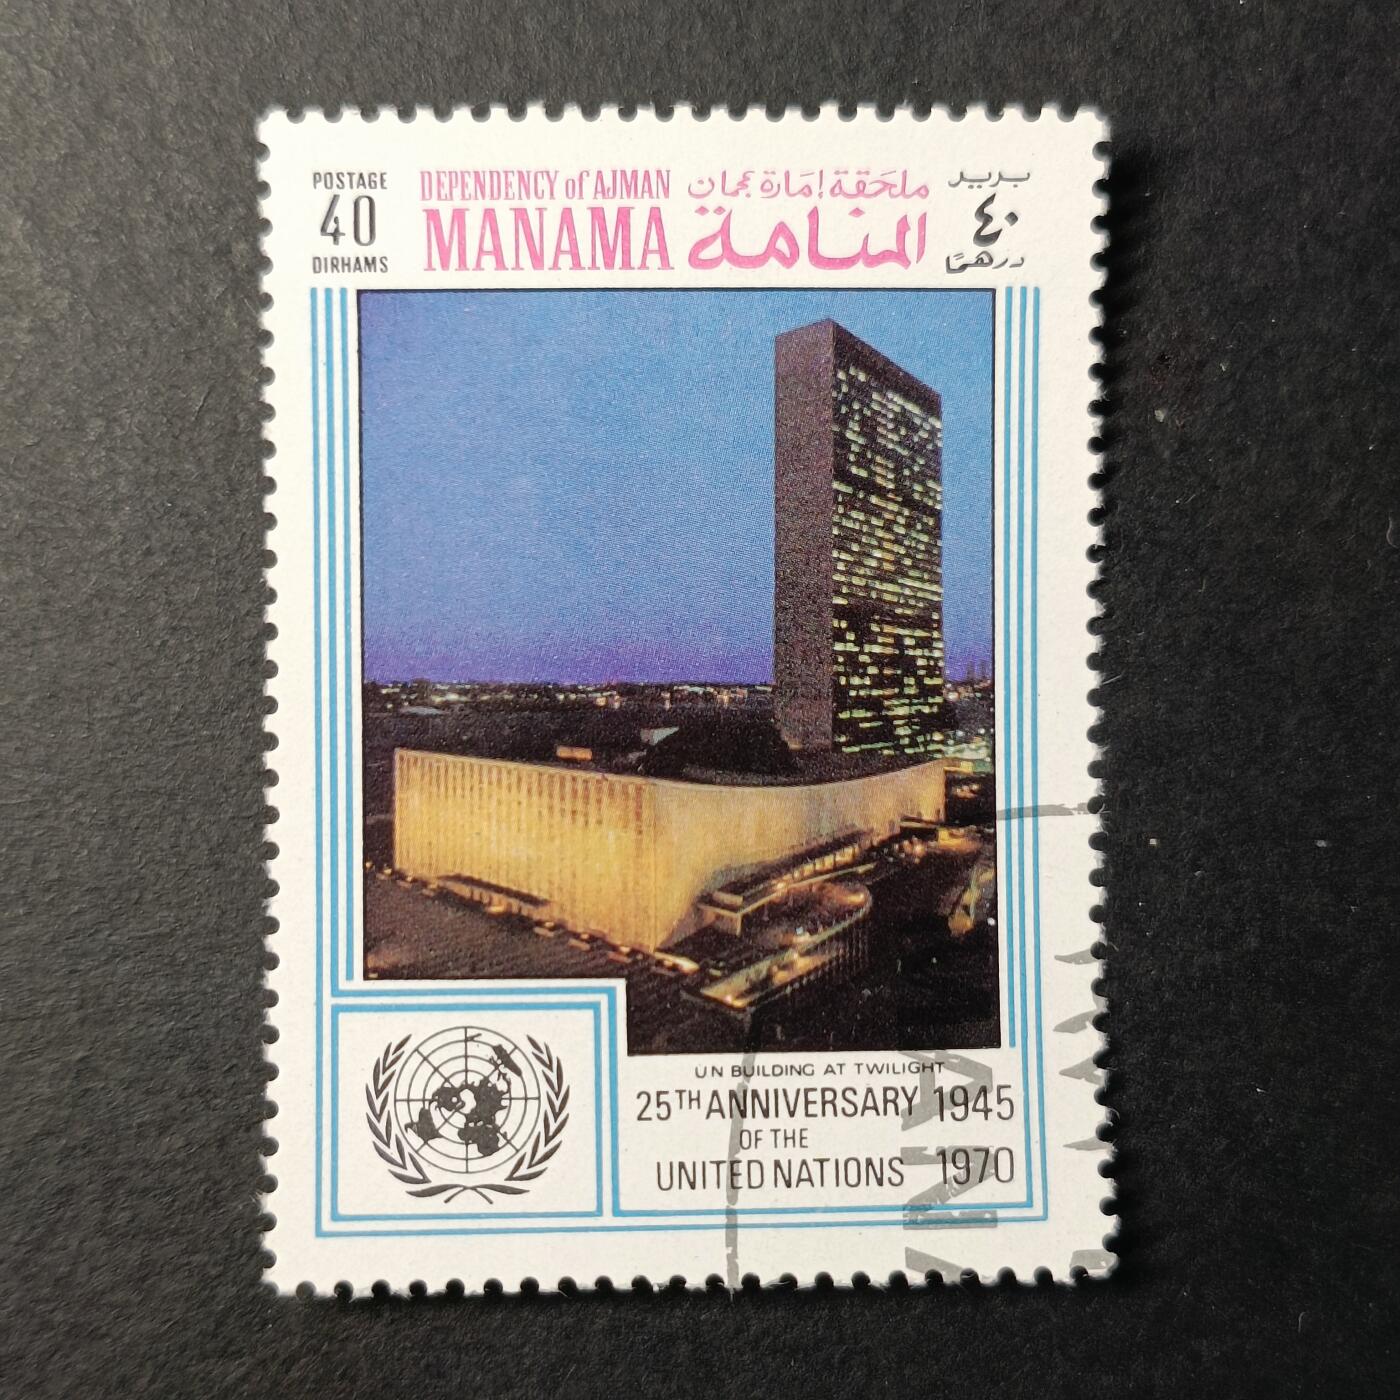 POSTAGE
40
DIRHAMS
DEPENDENCY of AJMAN
MANAMA
ملحقة إمارة عجمان
المنامة
بريد
٤٠
درهمًا
UN BUILDING AT TWILIGHT
25TH ANNIVERSARY 1945
OF THE
UNITED NATIONS 1970